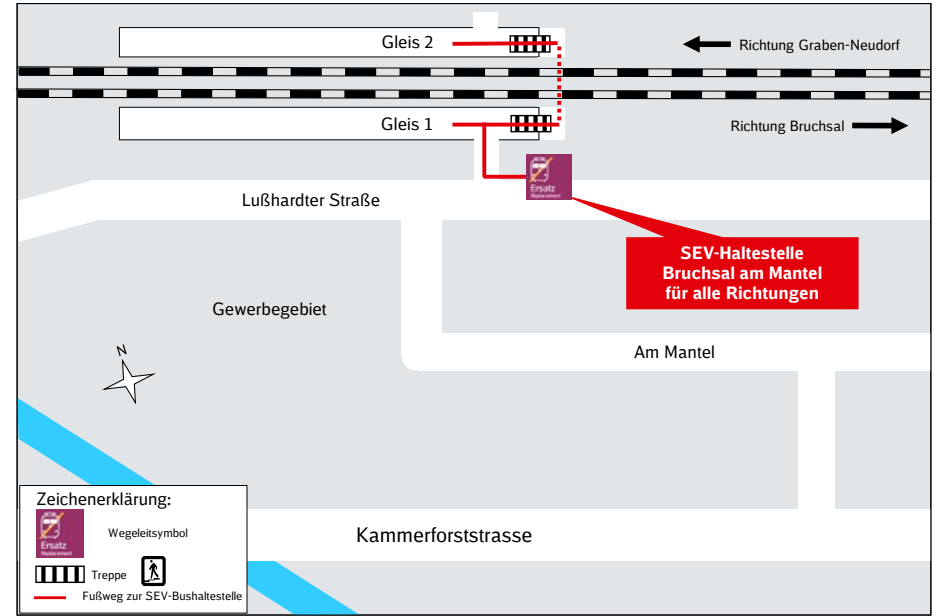 Gleis 2
Richtung Graben-Neudorf
Gleis 1
Richtung Bruchsal
Ersatz
Replacement
Lußhardter Straße
SEV-Haltestelle
Bruchsal am Mantel
für alle Richtungen
Gewerbegebiet
Am Mantel
N
Zeichenerklärung:
Ersatz
Replacement
Wegeleitsymbol
Treppe
Fußweg zur SEV-Bushaltestelle
Kammerforststrasse